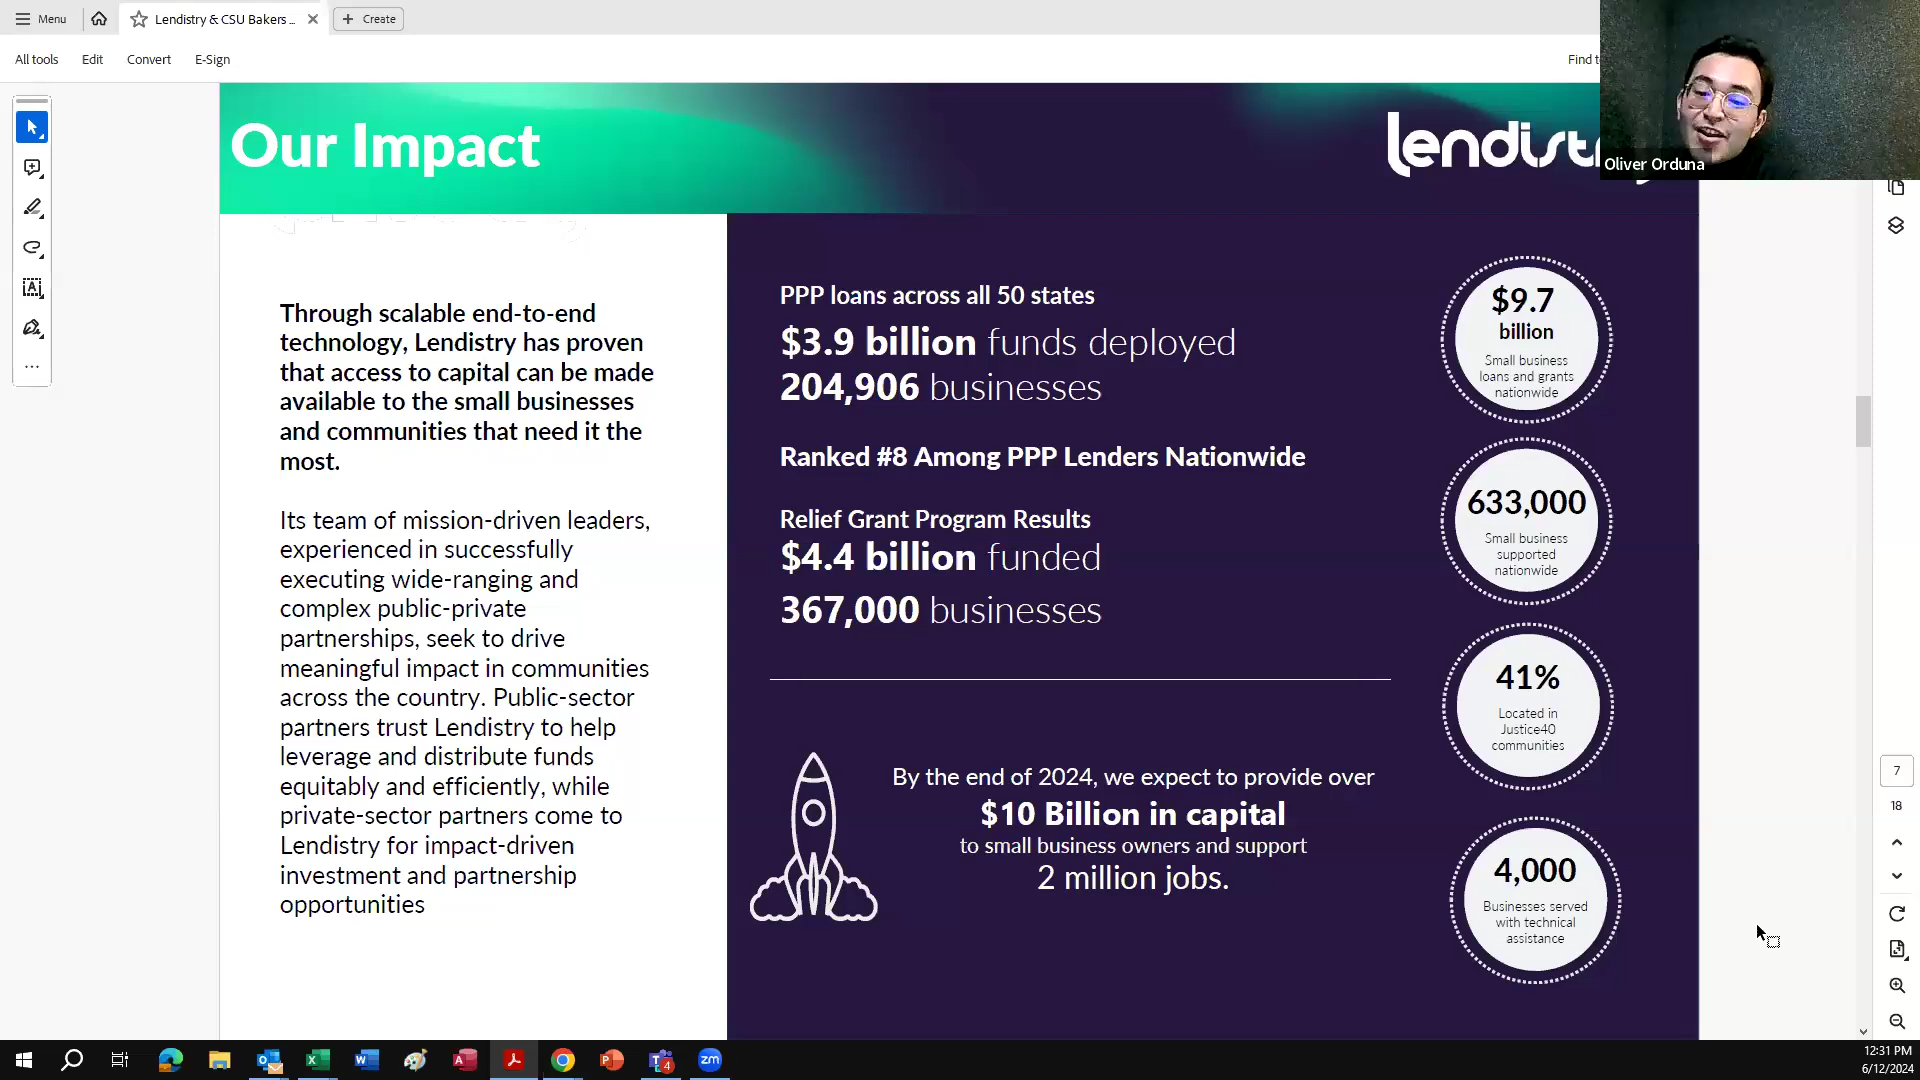 Menu
Lendistry & CSU Bakers ...
Create
All tools
Edit
Convert
E-Sign
Find t
Our Impact
lendist
Oliver Orduna
Through scalable end-to-end
technology, Lendistry has proven
that access to capital can be made
available to the small businesses
and communities that need it the
most.
Its team of mission-driven leaders,
experienced in successfully
executing wide-ranging and
complex public-private
partnerships, seek to drive
meaningful impact in communities
across the country. Public-sector
partners trust Lendistry to help
leverage and distribute funds
equitably and efficiently, while
private-sector partners come to
Lendistry for impact-driven
investment and partnership
opportunities
PPP loans across all 50 states
$3.9 billion funds deployed
204,906 businesses
Ranked #8 Among PPP Lenders Nationwide
Relief Grant Program Results
$4.4 billion funded
367,000 businesses
By the end of 2024, we expect to provide over
$10 Billion in capital
to small business owners and support
2 million jobs.
$9.7
billion
Small business
loans and grants
nationwide
633,000
Small business
supported
nationwide
41%
Located in
Justice40
communities
4,000
Businesses served
with technical
assistance
7
18
12:31 PM
6/12/2024